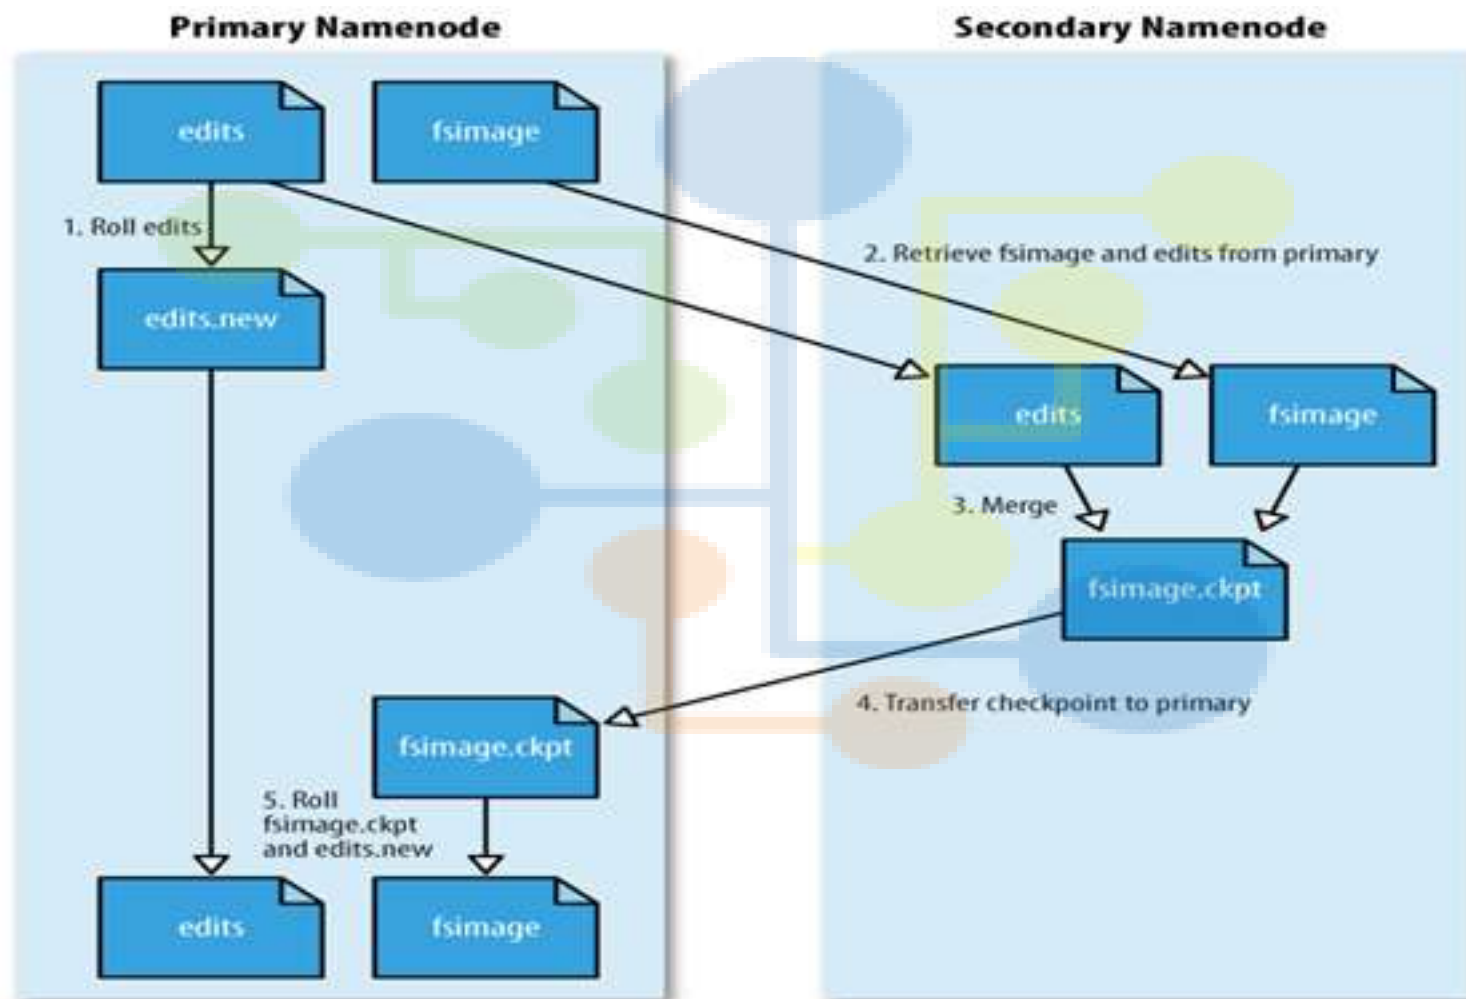 Primary Namenode
Secondary Namenode
edits
fsimage
1. Roll edits
2. Retrieve fsimage and edits from primary
edits.new
edits
fsimage
3. Merge
fsimage.ckpt
4. Transfer checkpoint to primary
fsimage.ckpt
5. Roll
fsimage.ckpt
and edits.new
edits
fsimage